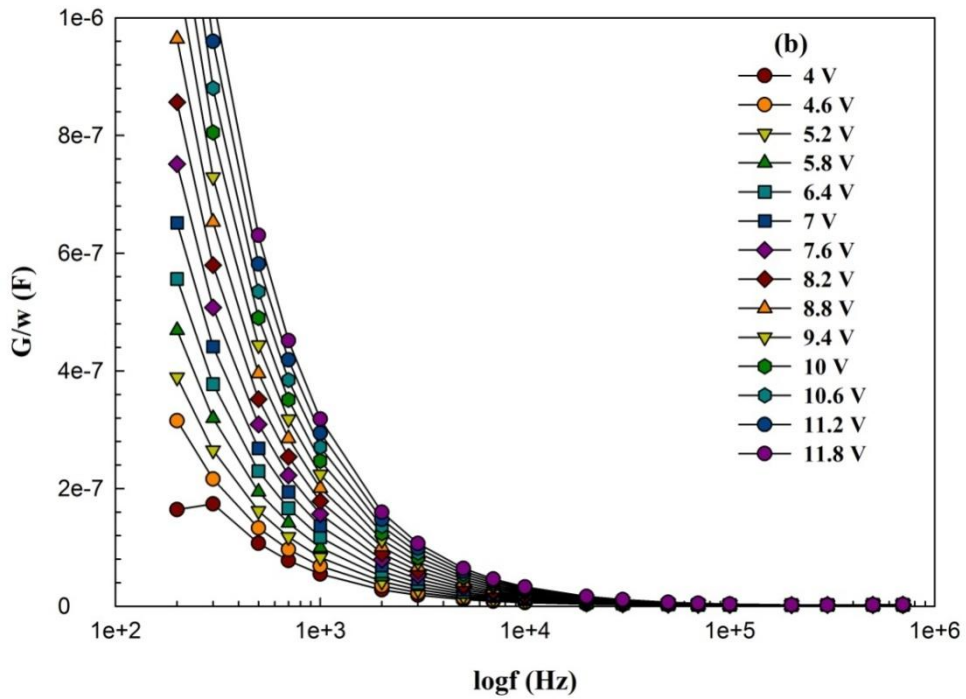 1e-6
8e-7
6e-7
4e-7
2e-7
0
G/w (F)
(b)
4 V
4.6 V
5.2 V
5.8 V
6.4 V
7 V
7.6 V
8.2 V
8.8 V
9.4 V
10 V
10.6 V
11.2 V
11.8 V
1e+2 1e+3 1e+4 1e+5 1e+6
logf (Hz)